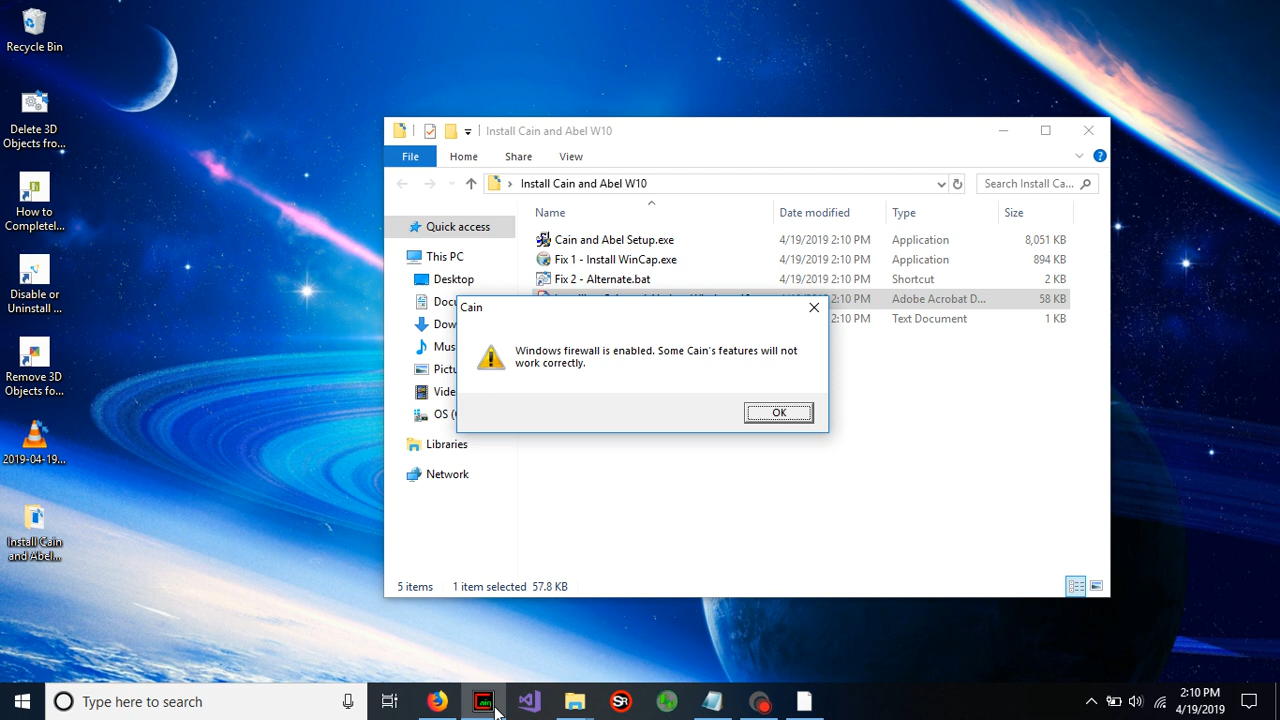 Recycle Bin
Delete 3D
Objects fro...
How to
Completel...
Disable or
Uninstall ...
Remove 3D
Objects fo...
2019-04-19...
Install Cain
and Abel...
Install Cain and Abel W10
File Home Share View
Install Cain and Abel W10
Search Install Ca...
Quick access
This PC
Desktop
Docu
Dow
Mus
Pictu
Vide
OS (
Libraries
Network
Name Date modified Type Size
Cain and Abel Setup.exe 4/19/2019 2:10 PM Application 8,051 KB
Fix 1 - Install WinCap.exe 4/19/2019 2:10 PM Application 894 KB
Fix 2 - Alternate.bat 4/19/2019 2:10 PM Shortcut 2 KB
2:10 PM Adobe Acrobat D... 58 KB
2:10 PM Text Document 1 KB
Cain
Windows firewall is enabled. Some Cain's features will not
work correctly.
OK
5 items 1 item selected 57.8 KB
Type here to search
Cain
SR
2:10 PM
4/19/2019